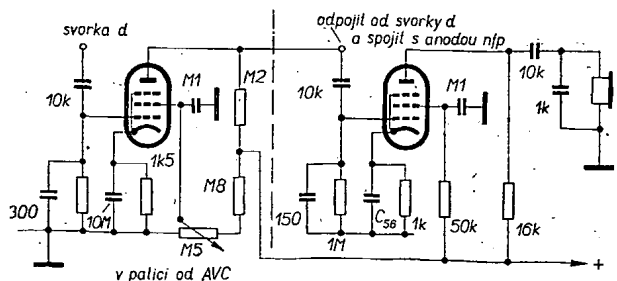 svorka d
odpojit od svorky d
a spojit s anodou nfp
10k
M1
M2
10k
M1
10k
1k
300
10M
1k5
M8
M5
150
1M
C56
1k
50k
16k
+
v palici od AVC